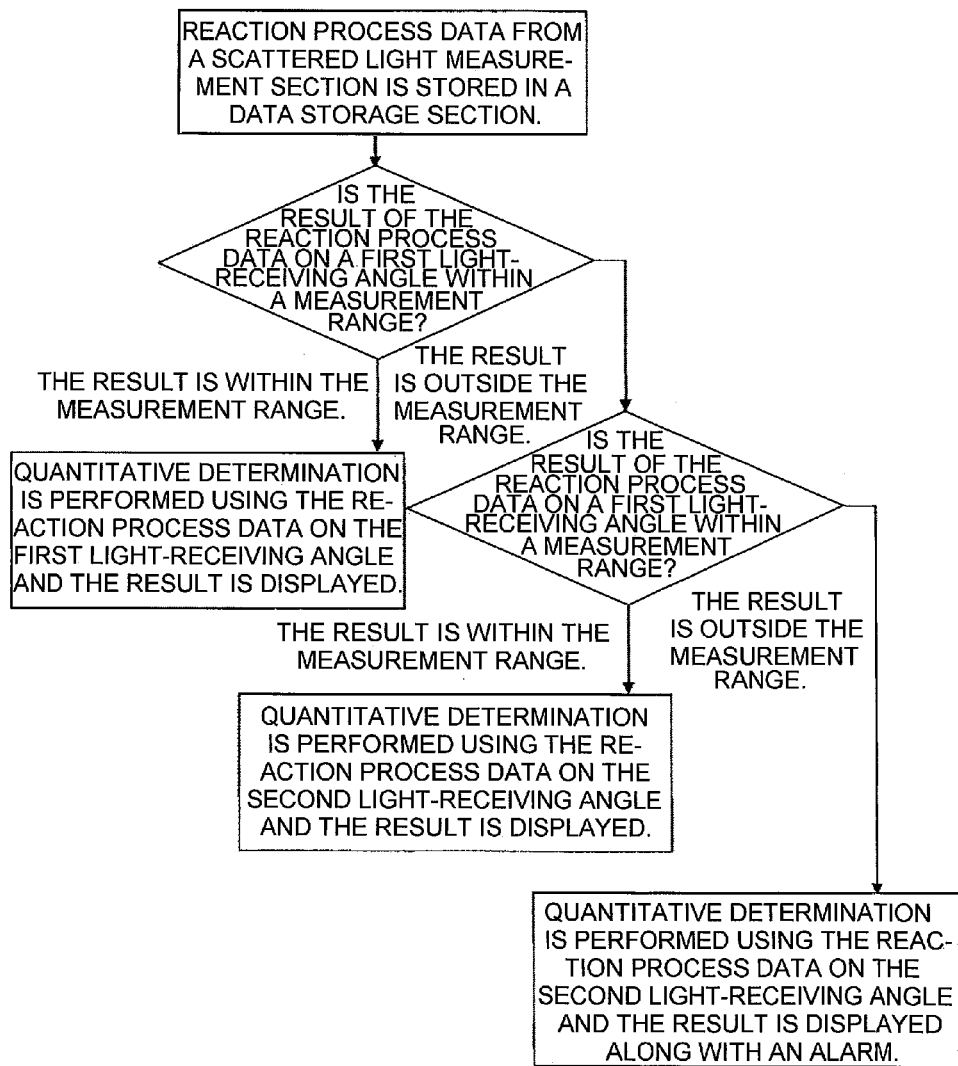 REACTION PROCESS DATA FROM
A SCATTERED LIGHT MEASURE-
MENT SECTION IS STORED IN A
DATA STORAGE SECTION.
IS THE
RESULT OF THE
REACTION PROCESS
DATA ON A FIRST LIGHT-
RECEIVING ANGLE WITHIN
A MEASUREMENT
RANGE?
THE RESULT IS WITHIN THE
MEASUREMENT RANGE.
THE RESULT
IS OUTSIDE THE
MEASUREMENT
RANGE.
QUANTITATIVE DETERMINATION
IS PERFORMED USING THE RE-
ACTION PROCESS DATA ON THE
FIRST LIGHT-RECEIVING ANGLE
AND THE RESULT IS DISPLAYED.
IS THE
RESULT OF THE
REACTION PROCESS
DATA ON A FIRST LIGHT-
RECEIVING ANGLE WITHIN
A MEASUREMENT
RANGE?
THE RESULT IS WITHIN THE
MEASUREMENT RANGE.
THE RESULT
IS OUTSIDE THE
MEASUREMENT
RANGE.
QUANTITATIVE DETERMINATION
IS PERFORMED USING THE RE-
ACTION PROCESS DATA ON THE
SECOND LIGHT-RECEIVING ANGLE
AND THE RESULT IS DISPLAYED.
QUANTITATIVE DETERMINATION
IS PERFORMED USING THE REAC-
TION PROCESS DATA ON THE
SECOND LIGHT-RECEIVING ANGLE
AND THE RESULT IS DISPLAYED
ALONG WITH AN ALARM.